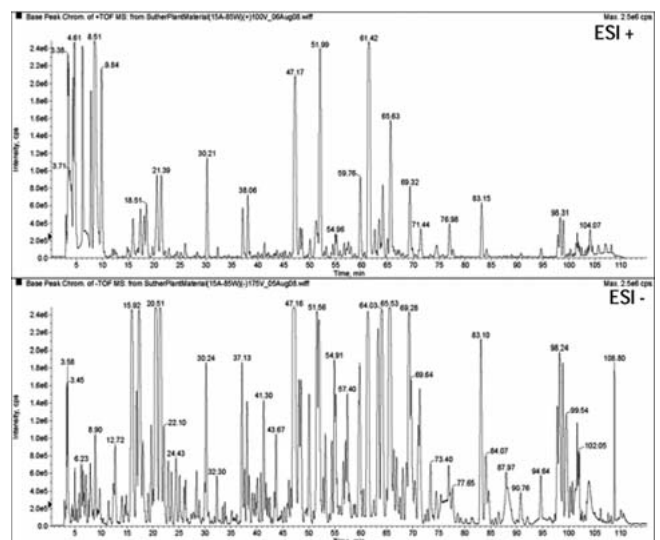 Base Peak Chrom. of +TOF MS: from SutherPlantMaterial(15A-85W)(+)100V_06Aug08.wiff Max. 2.5e6 cps.
ESI +
8.51
4.61
3.38
9.84
3.71
18.51
21.39
30.21
38.06
47.17
51.99
54.96
59.76
61.42
65.63
69.32
71.44
76.98
83.15
98.31
104.07
2.4e6
2.2e6
2.0e6
1.8e6
1.6e6
1.4e6
1.2e6
1.0e6
8.0e5
6.0e5
4.0e5
2.0e5
0.0
Intensity, cps
5 10 15 20 25 30 35 40 45 50 55 60 65 70 75 80 85 90 95 100 105 110
Time, min
Base Peak Chrom. of -TOF MS: from SutherPlantMaterial(15A-85W)(-)175V_05Aug08.wiff Max. 2.5e6 cps.
ESI -
3.58
3.45
6.23
8.90
12.72
15.92
20.51
22.10
24.43
30.24
32.30
37.13
41.30
43.67
47.16
51.56
54.91
57.40
64.03
65.53
69.28
69.64
73.40
77.65
83.10
84.07
87.97
90.76
94.64
98.24
99.54
102.05
108.80
2.4e6
2.2e6
2.0e6
1.8e6
1.6e6
1.4e6
1.2e6
1.0e6
8.0e5
6.0e5
4.0e5
2.0e5
0.0
Intensity, cps
5 10 15 20 25 30 35 40 45 50 55 60 65 70 75 80 85 90 95 100 105 110
Time, min